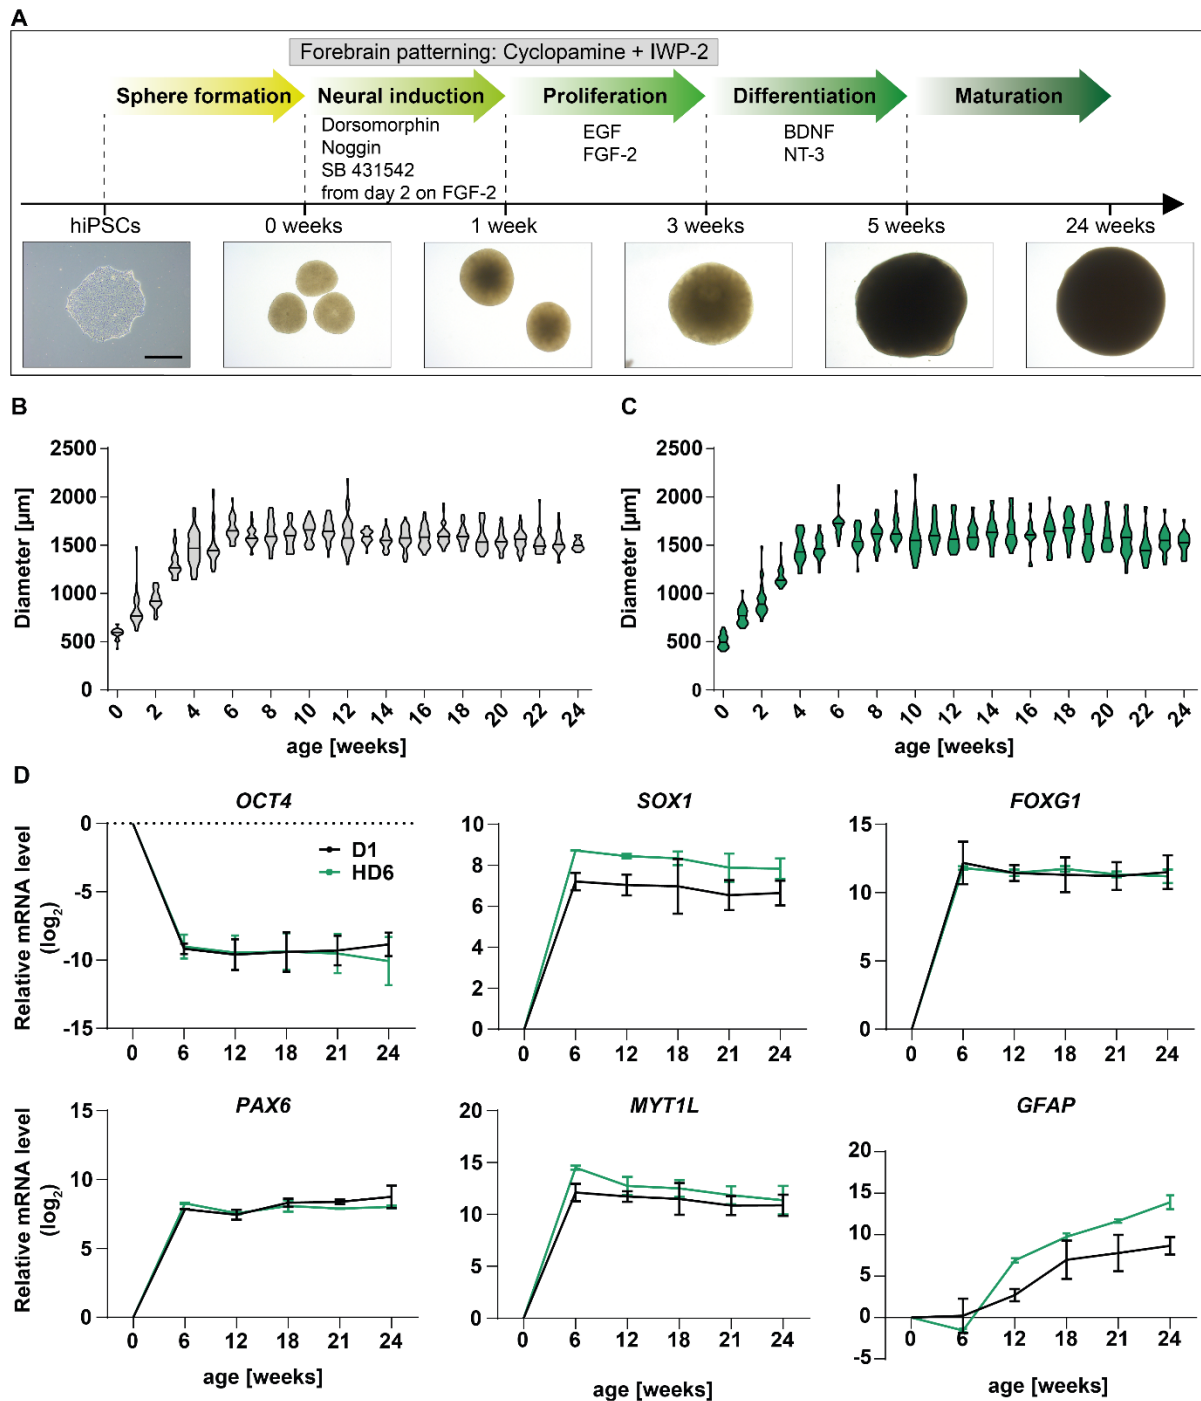 A
Forebrain patterning: Cyclopamine + IWP-2
Sphere formation Neural induction Proliferation Differentiation Maturation
Dorsomorphin EGF BDNF
Noggin FGF-2 NT-3
SB 431542
from day 2 on FGF-2
hiPSCs 0 weeks 1 week 3 weeks 5 weeks 24 weeks
B
2500
2000
1500
1000
500
0
Diameter [µm]
0 2 4 6 8 10 12 14 16 18 20 22 24
age [weeks]
C
2500
2000
1500
1000
500
0
Diameter [µm]
0 2 4 6 8 10 12 14 16 18 20 22 24
age [weeks]
D
OCT4
Relative mRNA level
(log2)
0
-5
-10
-15
D1
HD6
0 6 12 18 21 24
SOX1
10
8
6
4
2
0
0 6 12 18 21 24
FOXG1
15
10
5
0
0 6 12 18 21 24
PAX6
Relative mRNA level
(log2)
15
10
5
0
0 6 12 18 21 24
age [weeks]
MYT1L
20
15
10
5
0
0 6 12 18 21 24
age [weeks]
GFAP
20
15
10
5
0
-5
0 6 12 18 21 24
age [weeks]